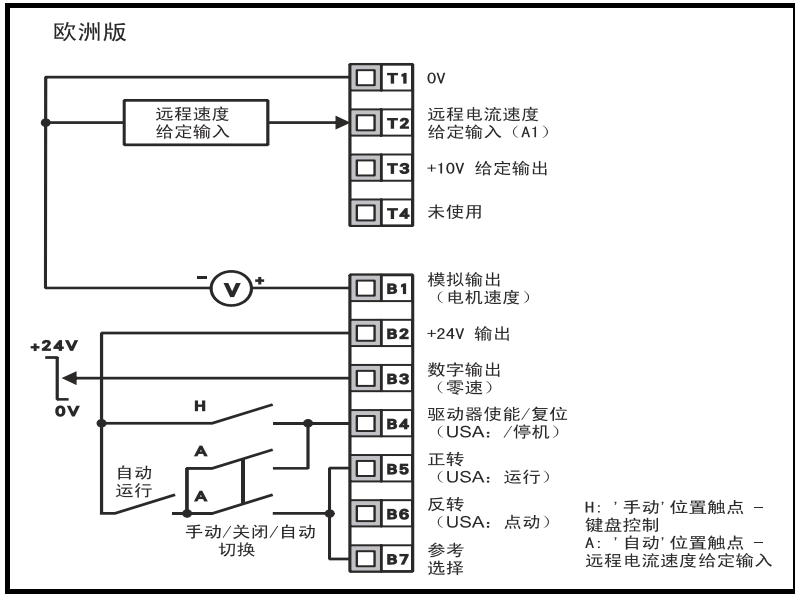 欧洲版
T1 0V
远程速度
给定输入
T2 远程电流速度
给定输入（A1）
T3 +10V 给定输出
T4 未使用
- V +
B1 模拟输出
（电机速度）
B2 +24V 输出
+24V
0V
B3 数字输出
（零速）
H
B4 驱动器使能/复位
（USA: /停机）
A
B5 正转
（USA: 运行）
自动
运行
A
B6 反转
（USA: 点动）
手动/关闭/自动
切换
B7 参考
选择
H: '手动'位置触点 -
键盘控制
A: '自动'位置触点 -
远程电流速度给定输入